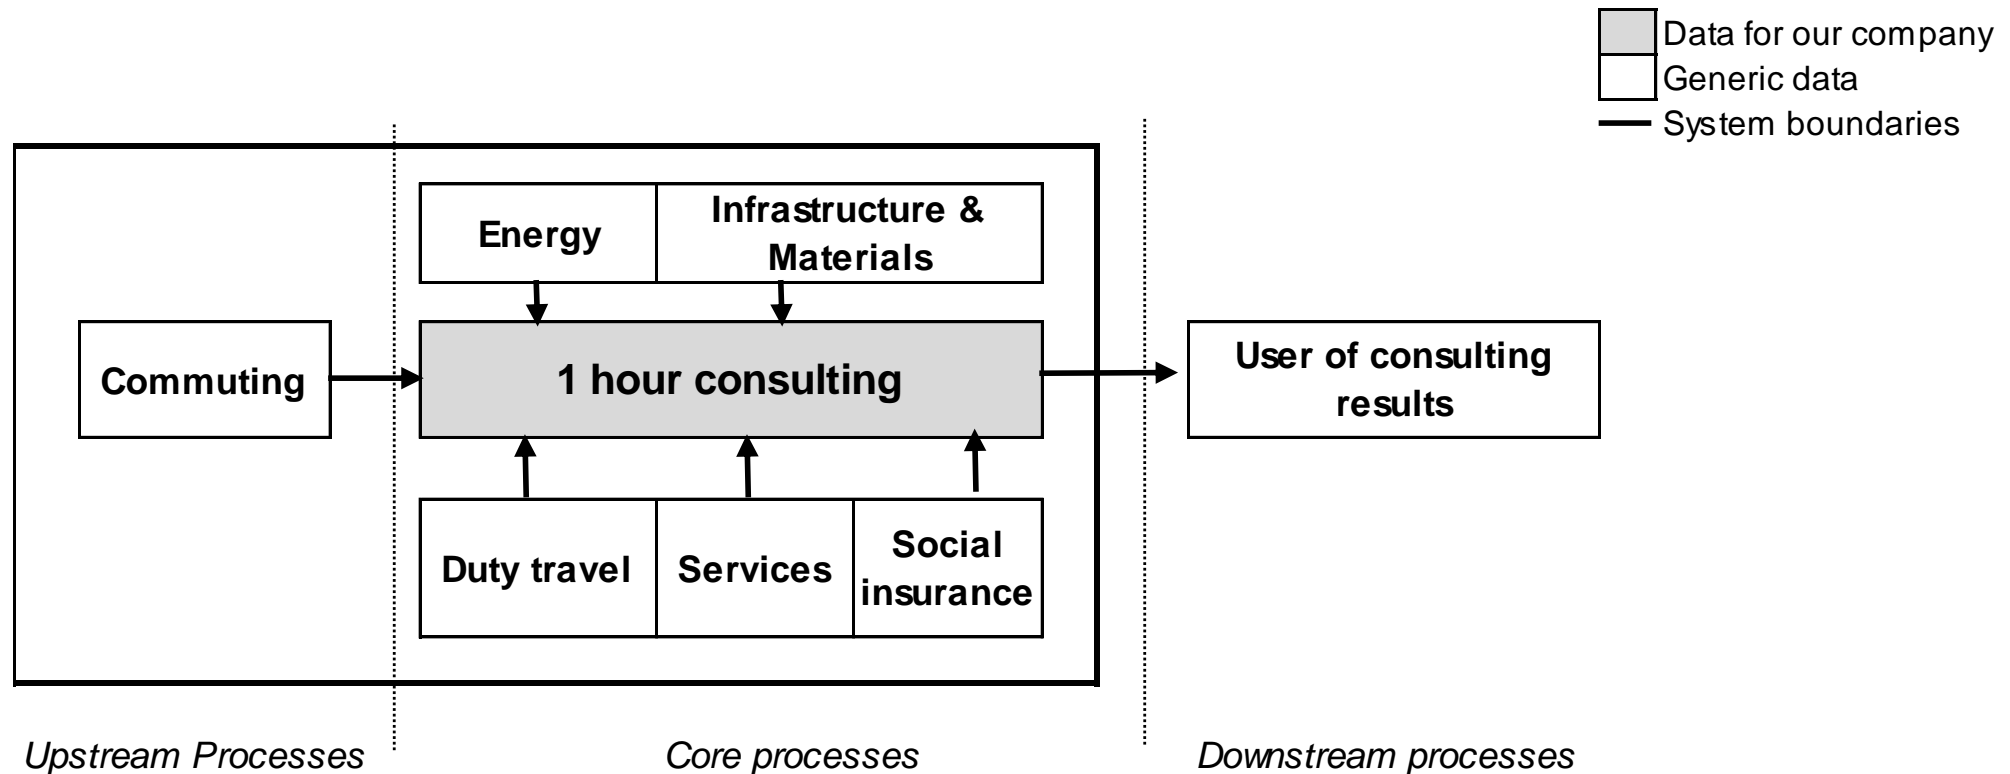 Data for our company
Generic data
System boundaries
Energy
Infrastructure &
Materials
Commuting
1 hour consulting
User of consulting
results
Duty travel
Services
Social
insurance
Upstream Processes
Core processes
Downstream processes